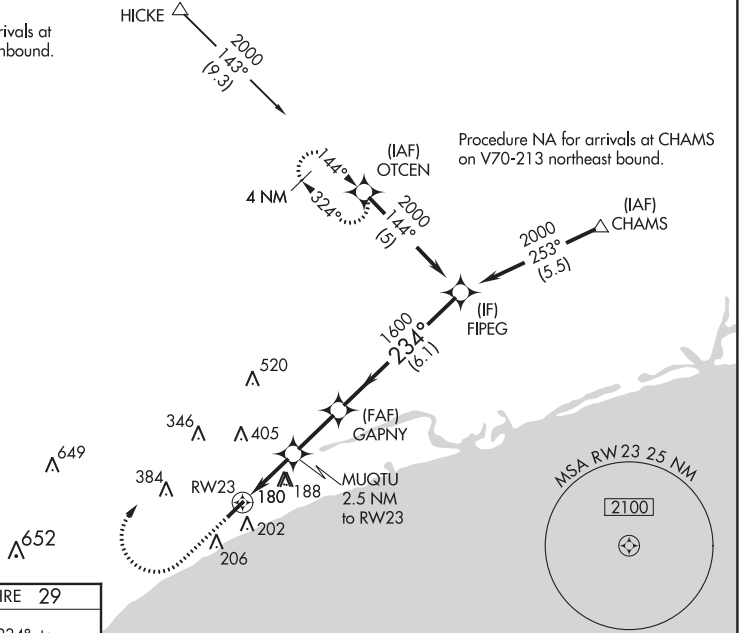 HICKE
rivals at
nbound.
2000
143°
(9.3)
Procedure NA for arrivals at CHAMS
on V70-213 northeast bound.
(IAF)
OTCEN
144°
324°
4 NM
2000
144°
(5)
(IAF)
CHAMS
2000
253°
(5.5)
(IF)
FIPEG
1600
234°
(6.1)
520
(FAF)
GAPNY
346
405
649
MUQTU
2.5 NM
to RW23
384
RW23
180
188
202
206
652
MSA RW 23 25 NM
2100
29